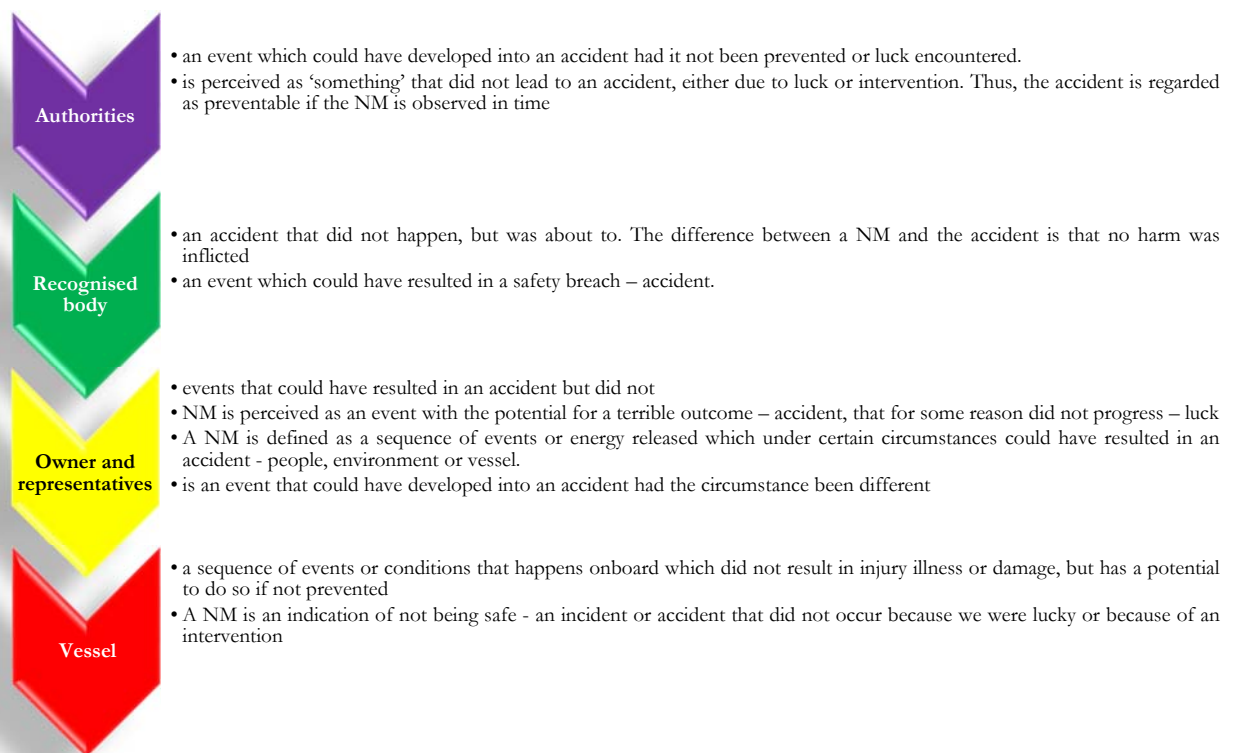 Authorities
• an event which could have developed into an accident had it not been prevented or luck encountered.
• is perceived as ‘something’ that did not lead to an accident, either due to luck or intervention. Thus, the accident is regarded
as preventable if the NM is observed in time
Recognised
body
• an accident that did not happen, but was about to. The difference between a NM and the accident is that no harm was
inflicted
• an event which could have resulted in a safety breach – accident.
Owner and
representatives
• events that could have resulted in an accident but did not
• NM is perceived as an event with the potential for a terrible outcome – accident, that for some reason did not progress – luck
• A NM is defined as a sequence of events or energy released which under certain circumstances could have resulted in an
accident - people, environment or vessel.
• is an event that could have developed into an accident had the circumstance been different
Vessel
• a sequence of events or conditions that happens onboard which did not result in injury illness or damage, but has a potential
to do so if not prevented
• A NM is an indication of not being safe - an incident or accident that did not occur because we were lucky or because of an
intervention